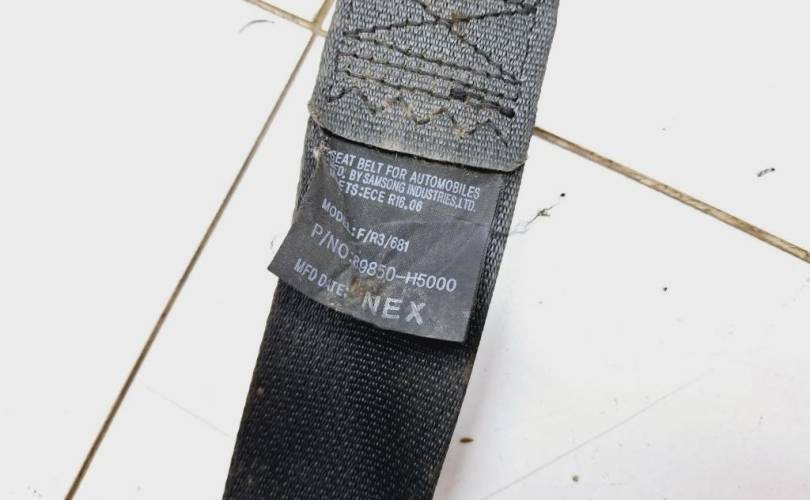 SEAT BELT FOR AUTOMOBILES
MFD. BY SAMSONG INDUSTRIES,LTD.
MEETS:ECE R16.06
MODEL:F/R3/681
P/NO:89850-H5000
MFD DATE: NEX